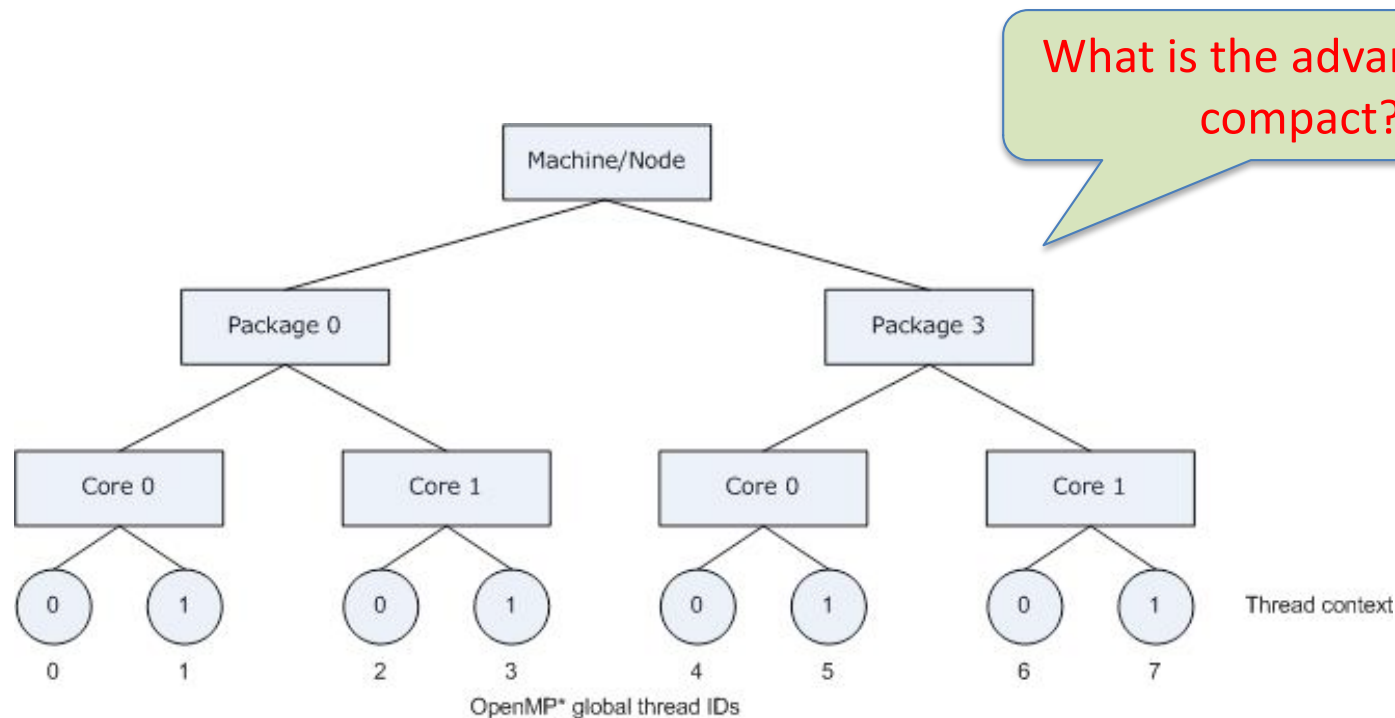 What is the
compact?
Machine/Node
Package 0
Package 3
Core 0
Core 1
Core 0
Core 1
0
1
0
1
0
1
0
1
Thread context
0
1
2
3
4
5
6
7
OpenMP* global thread IDs